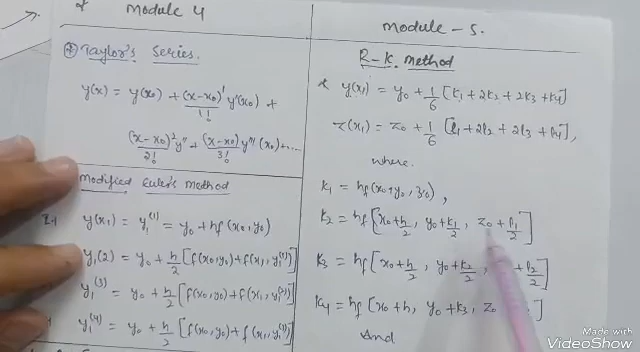 Module 4
* Taylor's Series.
y(x) = y(x0) + (x-x0)'/1! y'(x0) +
(x-x0)²/2! y'' + (x-x0)³/3! y''' (x0) + ...
Modified Euler's Method
y(x1) = y1^(1) = y0 + hf(x0, y0)
y1(2) = y0 + h/2 [f(x0,y0) + f(x1, y1^(1))]
y1^(3) = y0 + h/2 [f(x0,y0) + f(x1, y1^(2))]
y1^(4) = y0 + h/2 [f(x0,y0) + f(x1, y1^(3))]
Module - 5.
R-K. method
y(x1) = y0 + 1/6 [k1 + 2k2 + 2k3 + k4]
z(x1) = z0 + 1/6 [l1 + 2l2 + 2l3 + l4],
where.
k1 = hf(x0+y0, z0),
k2 = hf [x0+h/2, y0+k1/2, z0+l1/2]
k3 = hf [x0+h/2, y0+k2/2, + l2/2]
k4 = hf [x0+h, y0+k3, z0 ]
And
Made with
VideoShow